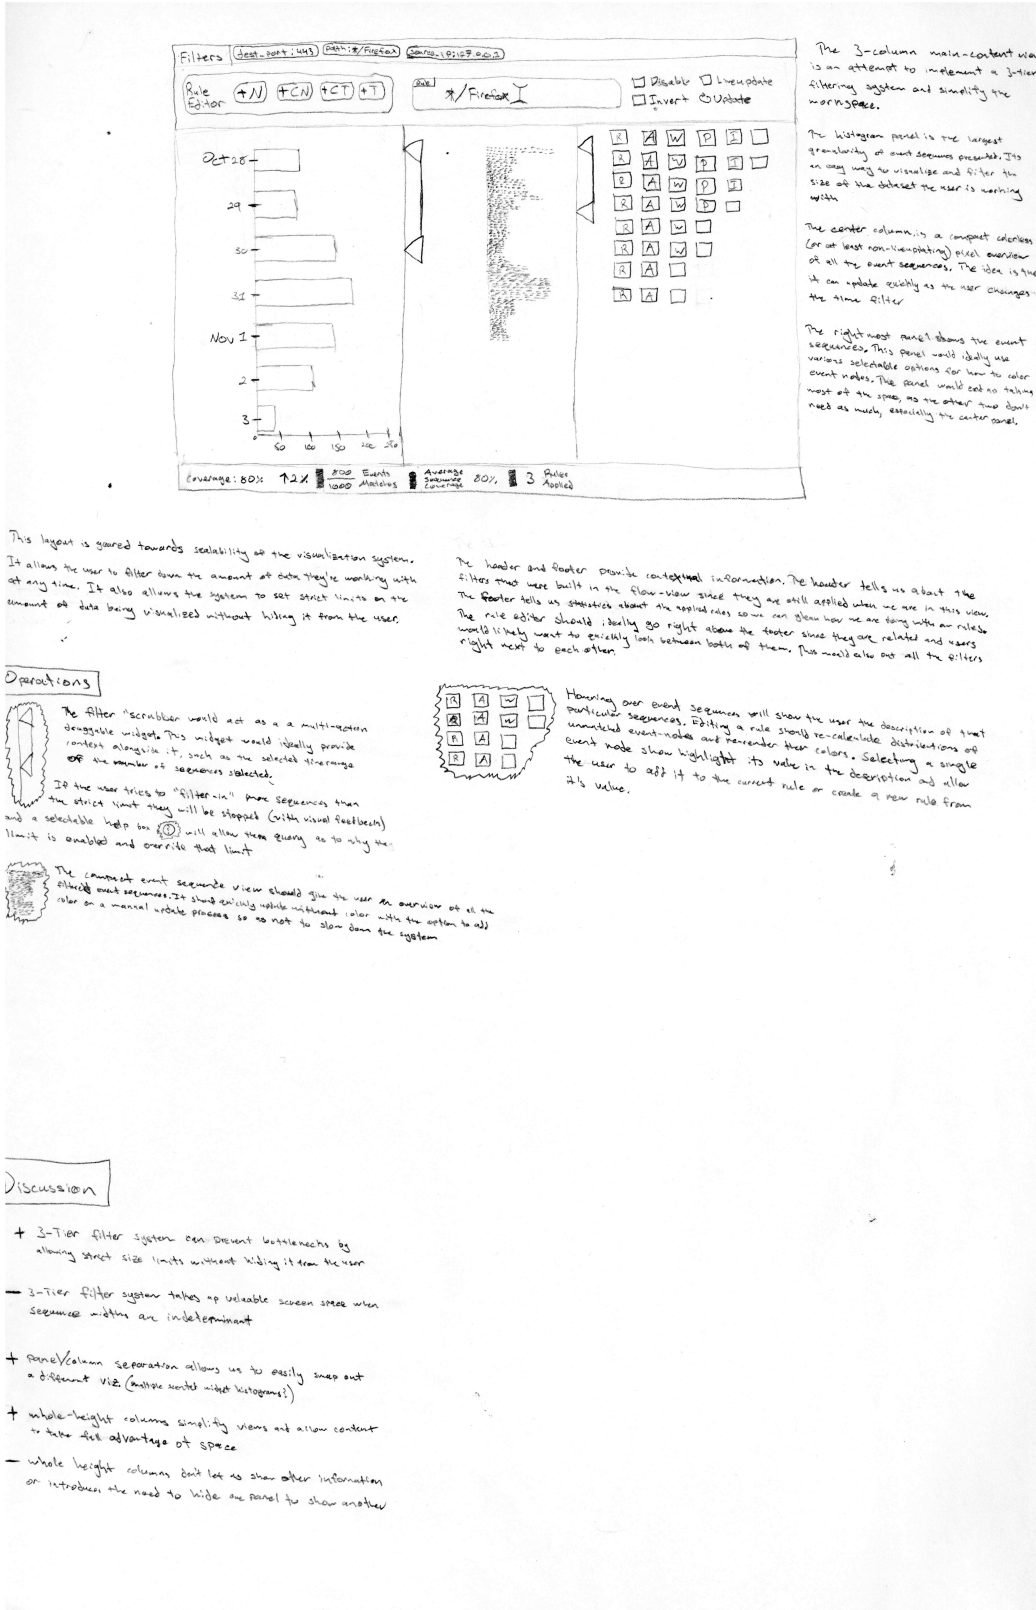 Filters dest_port:443 path:*/Firefox source_ip:127.0.0.1
Rule Editor +N +CN +CT +T
Rule
*/Firefox
Disable Liveupdate
Invert Update
Oct 28
29
30
31
Nov 1
2
3
0 50 100 150 200 250
R A W P I
R A W P I
R A W P I
R A W P
R A W
R A W
R A
R A
Coverage: 80% ↑2% 800/1000 Events Matches Average Sequence Coverage 80% 3 Rules Applied
The 3-column main-content view
is an attempt to implement a 3-tier
filtering system and simplify the
workspace.
The histogram panel is the largest
granularity of event sequences presented. Its
an easy way to visualize and filter the
size of the dataset the user is working
with
The center column, is a compact colorless
(or at least non-liveupdating) pixel overview
of all the event sequences. The idea is that
it can update quickly as the user changes
the time filter
The rightmost panel shows the event
sequences. This panel would ideally use
various selectable options for how to color
event nodes. The panel would end up taking
most of the space, as the other two don't
need as much, especially the center panel.
This layout is geared towards scalability of the visualization system.
It allows the user to filter down the amount of data they're working with
at any time. It also allows the system to set strict limits on the
amount of data being visualized without hiding it from the user.
The header and footer provide contextual information. The header tells us about the
filters that were built in the flow-view since they are still applied when we are in this view.
The footer tells us statistics about the applied rules so we can glean how we are doing with our rules.
The rule editor should ideally go right above the footer since they are related and users
would likely want to quickly look between both of them. This would also put all the filters
right next to each other.
Operations
The filter "scrubber would act as a a multi-action
draggable widget. This widget would ideally provide
context alongside it, such as the selected timerange
or the number of sequences selected.
If the user tries to "filter-in" more sequences than
the strict limit they will be stopped (with visual feedback)
and a selectable help box will allow them query as to why the
limit is enabled and override that limit
The compact event sequence view should give the user an overview of all the
filtered event sequences. It should quickly update without color with the option to add
color on a manual update process so as not to slow down the system
R A W
R A W
R A
R A
Hovering over event sequences will show the user the description of that
particular sequences. Editing a rule should re-calculate distributions of
unmatched event-nodes and rerender their colors. Selecting a single
event node show highlight its value in the description and allow
the user to add it to the current rule or create a new rule from
it's value.
Discussion
+ 3-Tier filter system can prevent bottlenecks by
allowing strict size limits without hiding it from the user
- 3-Tier filter system takes up valuable screen space when
sequence widths are indeterminant
+ panel/column separation allows us to easily swap out
a different viz. (multiple scented widget histograms?)
+ whole-height columns simplify views and allow content
to take full advantage of space
- whole height columns don't let us show other information
or introduces the need to hide one panel to show another